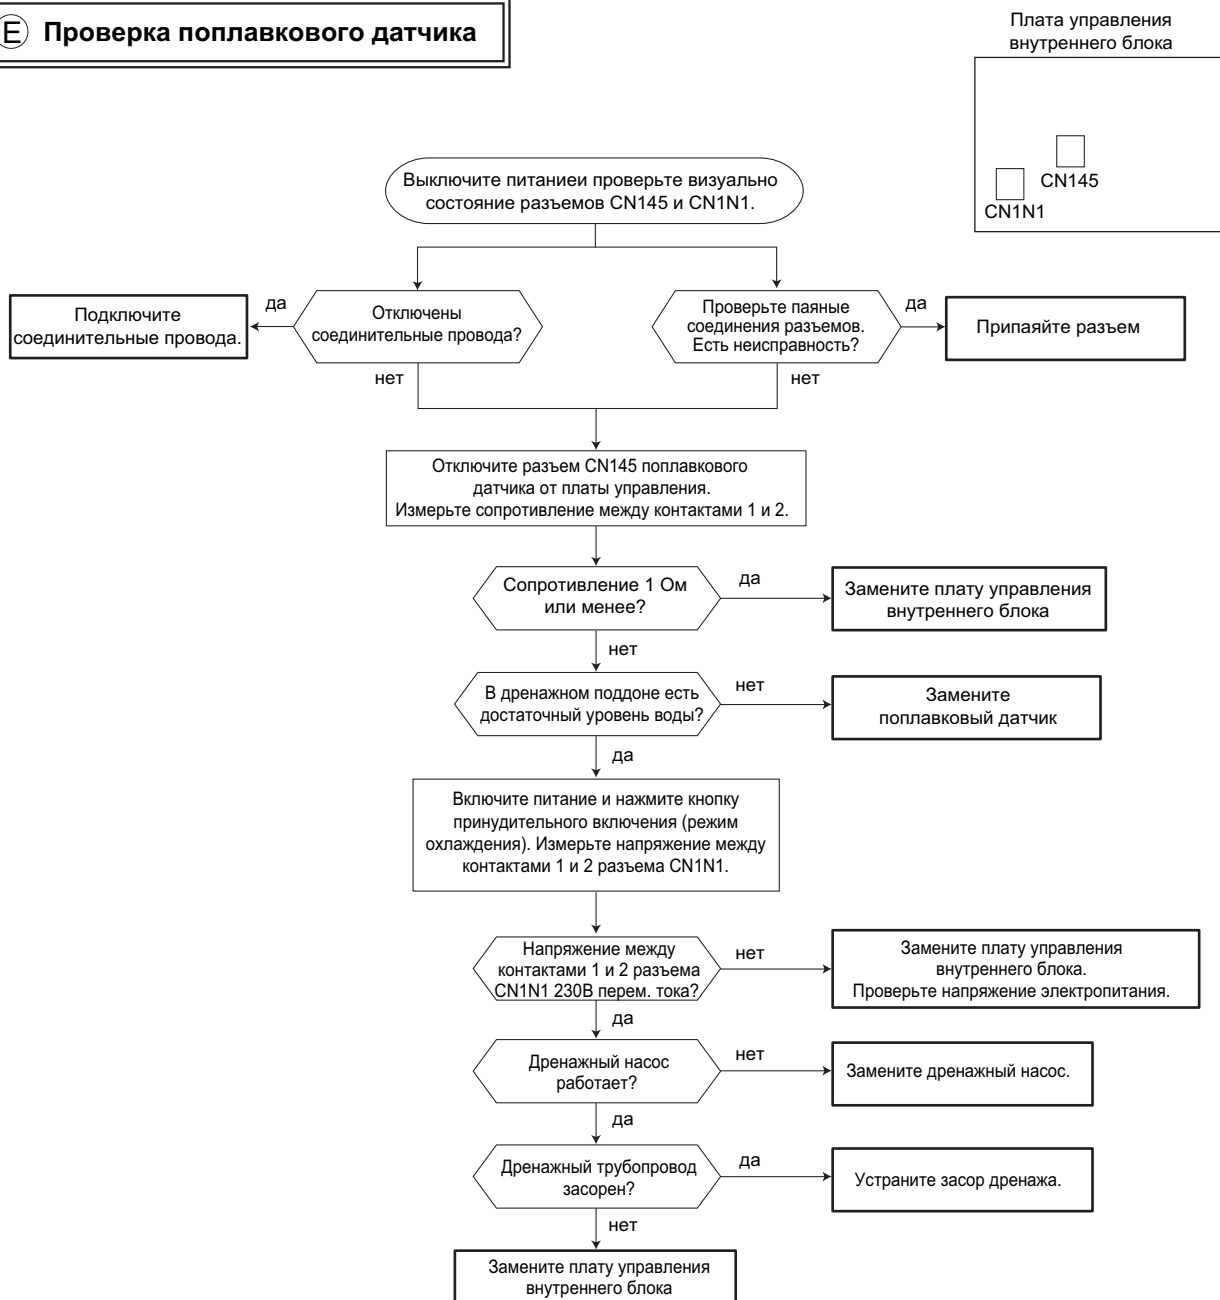 E Проверка поплавкового датчика
Плата управления
внутреннего блока
CN145
CN1N1
Выключите питаниеи проверьте визуально
состояние разъемов CN145 и CN1N1.
Подключите
соединительные провода.
да
Отключены
соединительные провода?
Проверьте паяные
соединения разъемов.
Есть неисправность?
да
Припаяйте разъем
нет
нет
Отключите разъем CN145 поплавкового
датчика от платы управления.
Измерьте сопротивление между контактами 1 и 2.
Сопротивление 1 Ом
или менее?
да
Замените плату управления
внутреннего блока
нет
В дренажном поддоне есть
достаточный уровень воды?
нет
Замените
поплавковый датчик
да
Включите питание и нажмите кнопку
принудительного включения (режим
охлаждения). Измерьте напряжение между
контактами 1 и 2 разъема CN1N1.
Напряжение между
контактами 1 и 2 разъема
CN1N1 230В перем. тока?
нет
Замените плату управления
внутреннего блока.
Проверьте напряжение электропитания.
да
Дренажный насос
работает?
нет
Замените дренажный насос.
да
Дренажный трубопровод
засорен?
да
Устраните засор дренажа.
нет
Замените плату управления
внутреннего блока